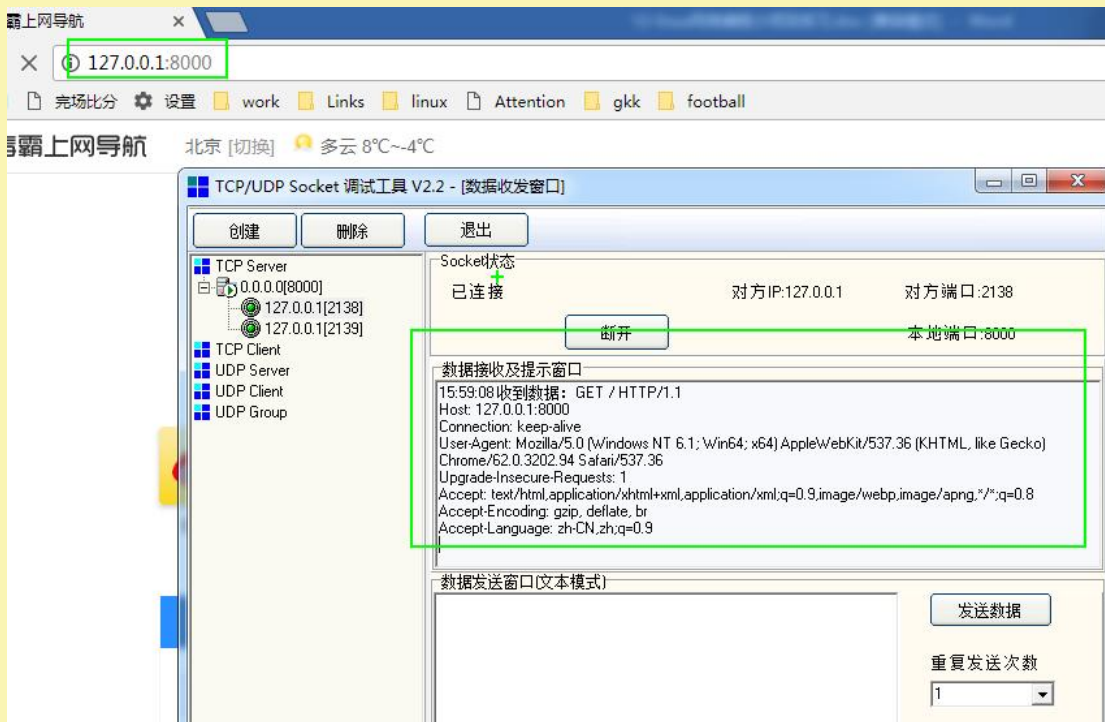 霸上网导航
127.0.0.1:8000
完场比分 设置 work Links linux Attention gkk football
霸上网导航 北京 [切换] 多云 8℃~-4℃
TCP/UDP Socket 调试工具 V2.2 - [数据收发窗口]
创建 删除 退出
TCP Server
0.0.0.0[8000]
127.0.0.1[2138]
127.0.0.1[2139]
TCP Client
UDP Server
UDP Client
UDP Group
Socket状态
已连接 对方IP:127.0.0.1 对方端口:2138
断开 本地端口:8000
数据接收及提示窗口
15:59:08 收到数据：GET / HTTP/1.1
Host: 127.0.0.1:8000
Connection: keep-alive
User-Agent: Mozilla/5.0 (Windows NT 6.1; Win64; x64) AppleWebKit/537.36 (KHTML, like Gecko)
Chrome/62.0.3202.94 Safari/537.36
Upgrade-Insecure-Requests: 1
Accept: text/html,application/xhtml+xml,application/xml;q=0.9,image/webp,image/apng,*/*;q=0.8
Accept-Encoding: gzip, deflate, br
Accept-Language: zh-CN,zh;q=0.9
数据发送窗口(文本模式)
发送数据
重复发送次数
1